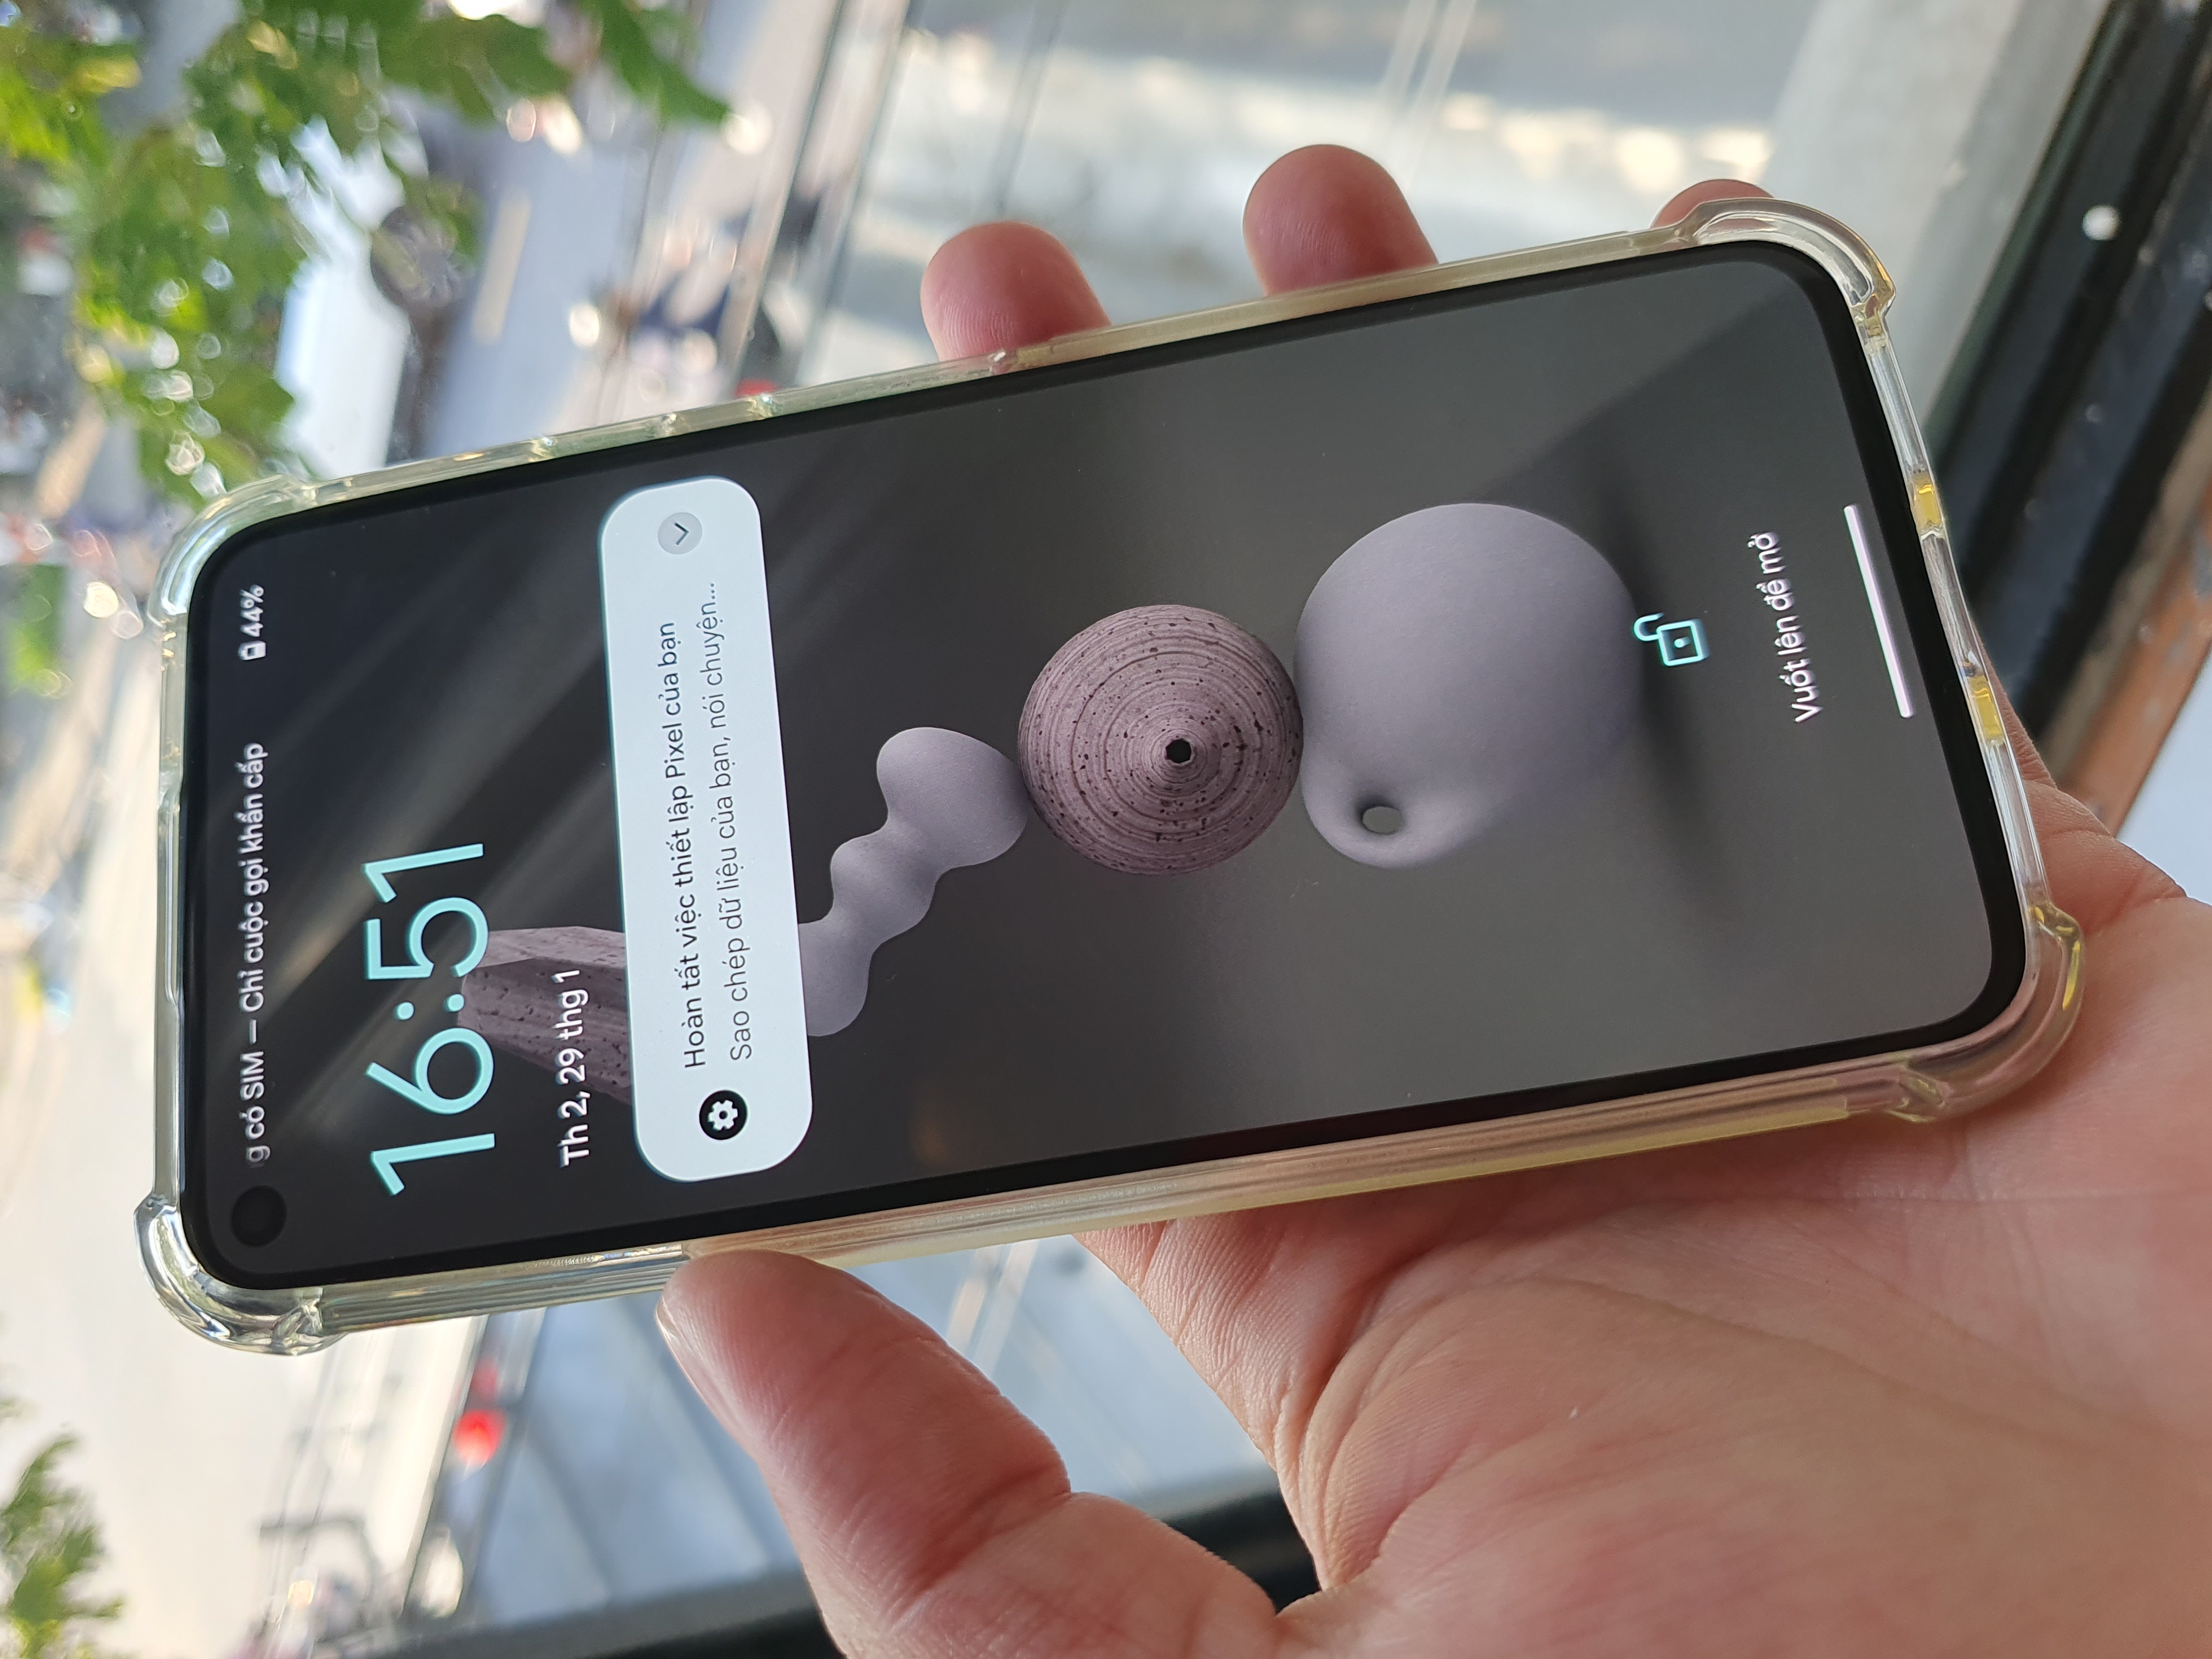 g có SIM — Chỉ cuộc gọi khẩn cấp 44%
16:51
Th 2, 29 thg 1
Hoàn tất việc thiết lập Pixel của bạn
Sao chép dữ liệu của bạn, nói chuyện...
Vuốt lên để mở